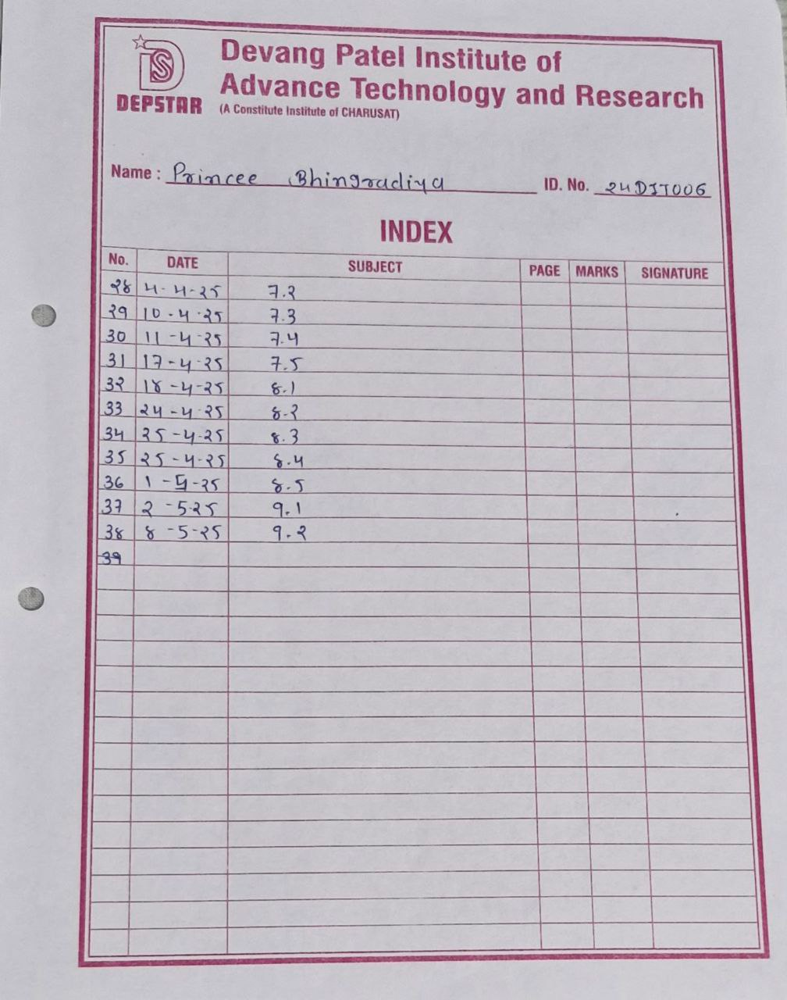 Devang Patel Institute of
Advance Technology and Research
DEPSTAR (A Constitute Institute of CHARUSAT)
Name : Princee Bhingradiya ID. No. 24DIT006
INDEX
No. DATE SUBJECT PAGE MARKS SIGNATURE
28 4-4-25 7.2
29 10-4-25 7.3
30 11-4-25 7.4
31 17-4-25 7.5
32 18-4-25 8.1
33 24-4-25 8.2
34 25-4-25 8.3
35 25-4-25 8.4
36 1-5-25 8.5
37 2-5-25 9.1
38 8-5-25 9.2
39